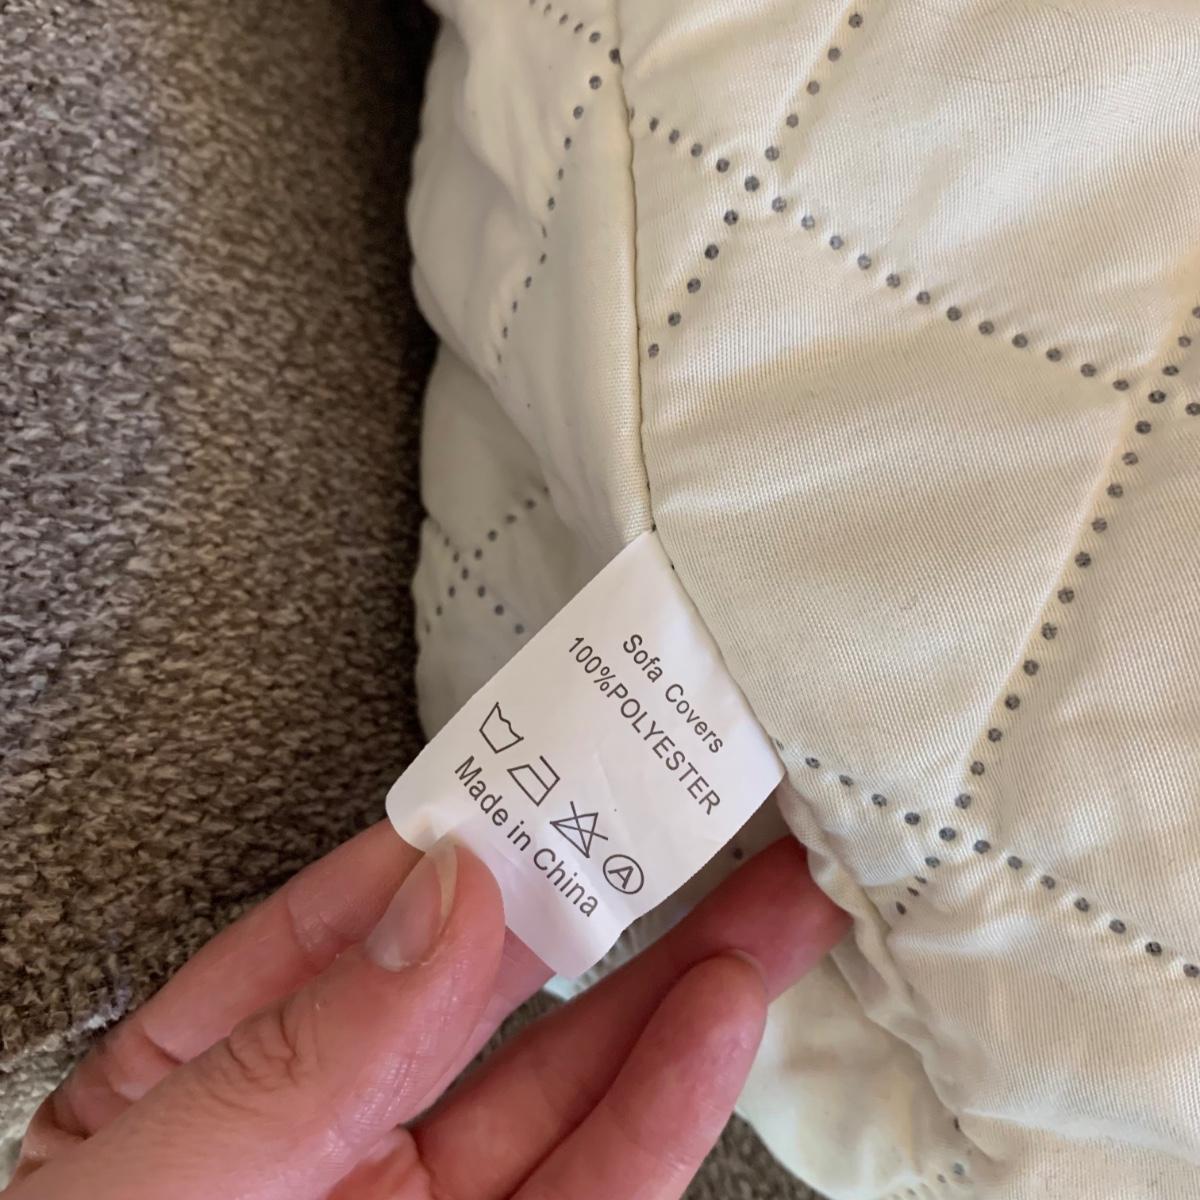 Sofa Covers
100%POLYESTER
A
Made in China